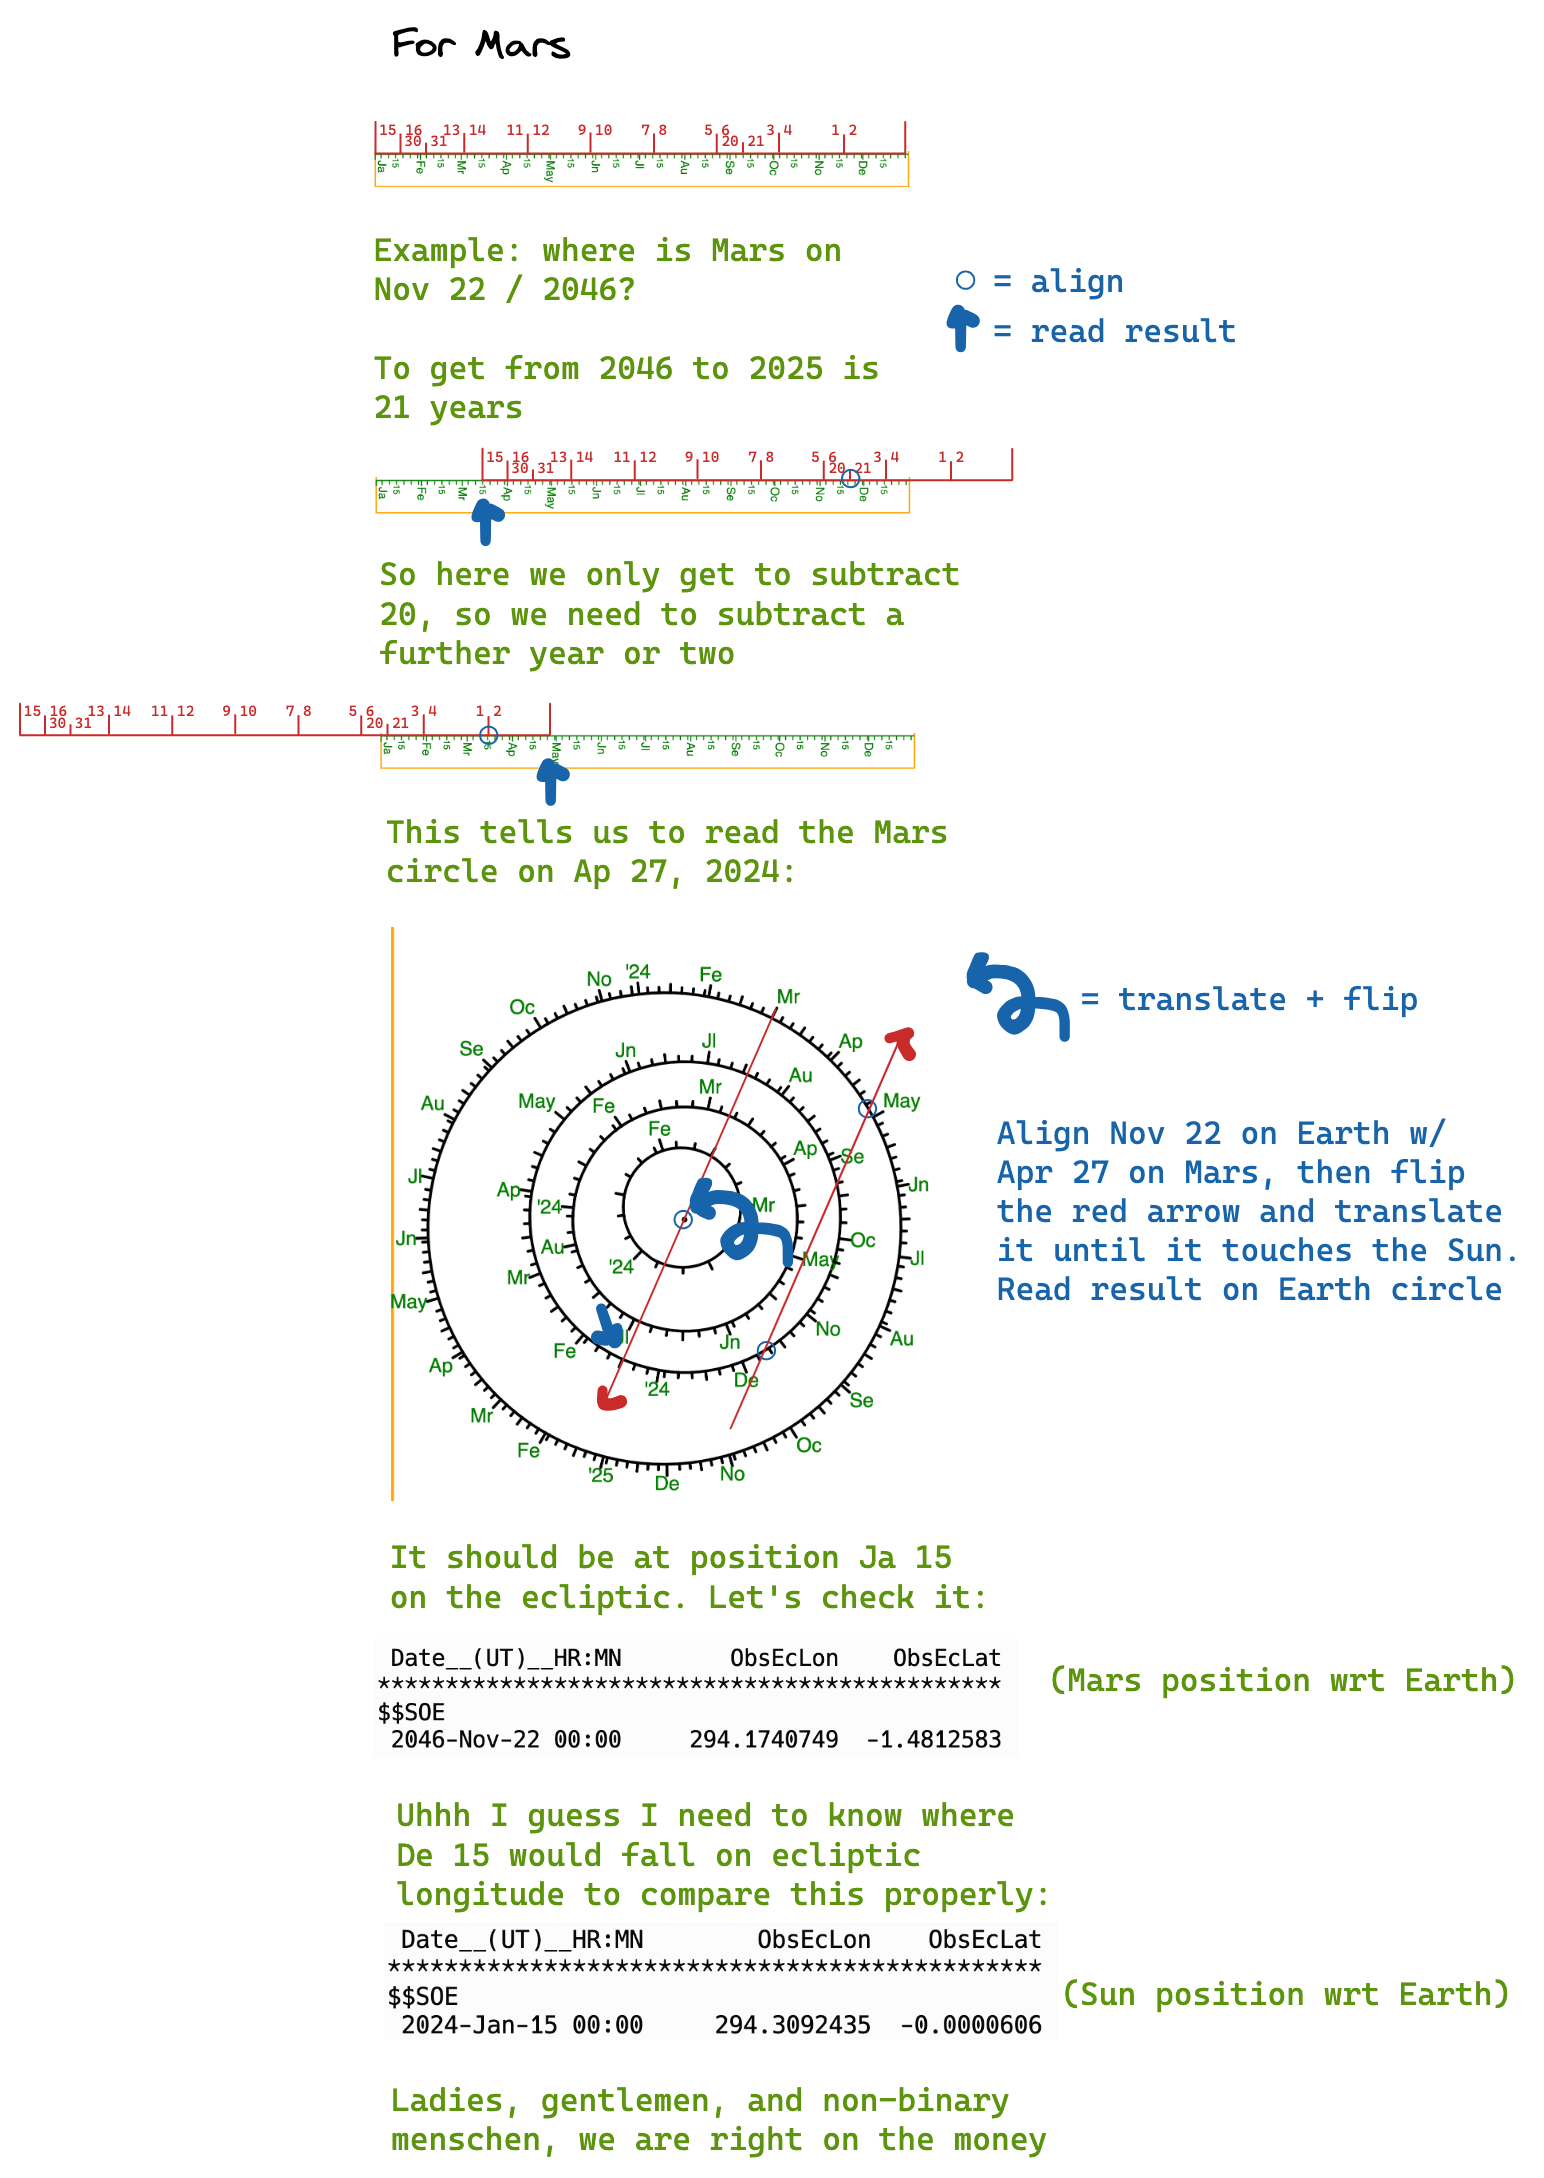 For Mars
15 16 13 14 11 12 9 10 7 8 5 6 3 4 1 2
30 31 20 21
Ja 15 Fe 15 Mr 15 Ap 15 May 15 Jn 15 Jl 15 Au 15 Se 15 Oc 15 No 15 De 15
Example: where is Mars on
Nov 22 / 2046?
= align
= read result
To get from 2046 to 2025 is
21 years
15 16 13 14 11 12 9 10 7 8 5 6 3 4 1 2
30 31 20 21
Ja 15 Fe 15 Mr 15 Ap 15 May 15 Jn 15 Jl 15 Au 15 Se 15 Oc 15 No 15 De 15
So here we only get to subtract
20, so we need to subtract a
further year or two
15 16 13 14 11 12 9 10 7 8 5 6 3 4 1 2
30 31 20 21
Ja 15 Fe 15 Mr 15 Ap 15 May 15 Jn 15 Jl 15 Au 15 Se 15 Oc 15 No 15 De 15
This tells us to read the Mars
circle on Ap 27, 2024:
'24 Fe Mr Ap May Jn Jl Au Se Oc No De '25 Fe Mr Ap May Jn Jl Au Se Oc No
Jl Au Se Oc No De '24 Fe Mr Ap May Jn
Mr Ap May Jn Jl Au '24 Fe
Fe Mr '24
= translate + flip
Align Nov 22 on Earth w/
Apr 27 on Mars, then flip
the red arrow and translate
it until it touches the Sun.
Read result on Earth circle
It should be at position Ja 15
on the ecliptic. Let's check it:
Date__(UT)__HR:MN ObsEcLon ObsEcLat
**********************************************
$$SOE
2046-Nov-22 00:00 294.1740749 -1.4812583
(Mars position wrt Earth)
Uhhh I guess I need to know where
De 15 would fall on ecliptic
longitude to compare this properly:
Date__(UT)__HR:MN ObsEcLon ObsEcLat
**********************************************
$$SOE
2024-Jan-15 00:00 294.3092435 -0.0000606
(Sun position wrt Earth)
Ladies, gentlemen, and non-binary
menschen, we are right on the money